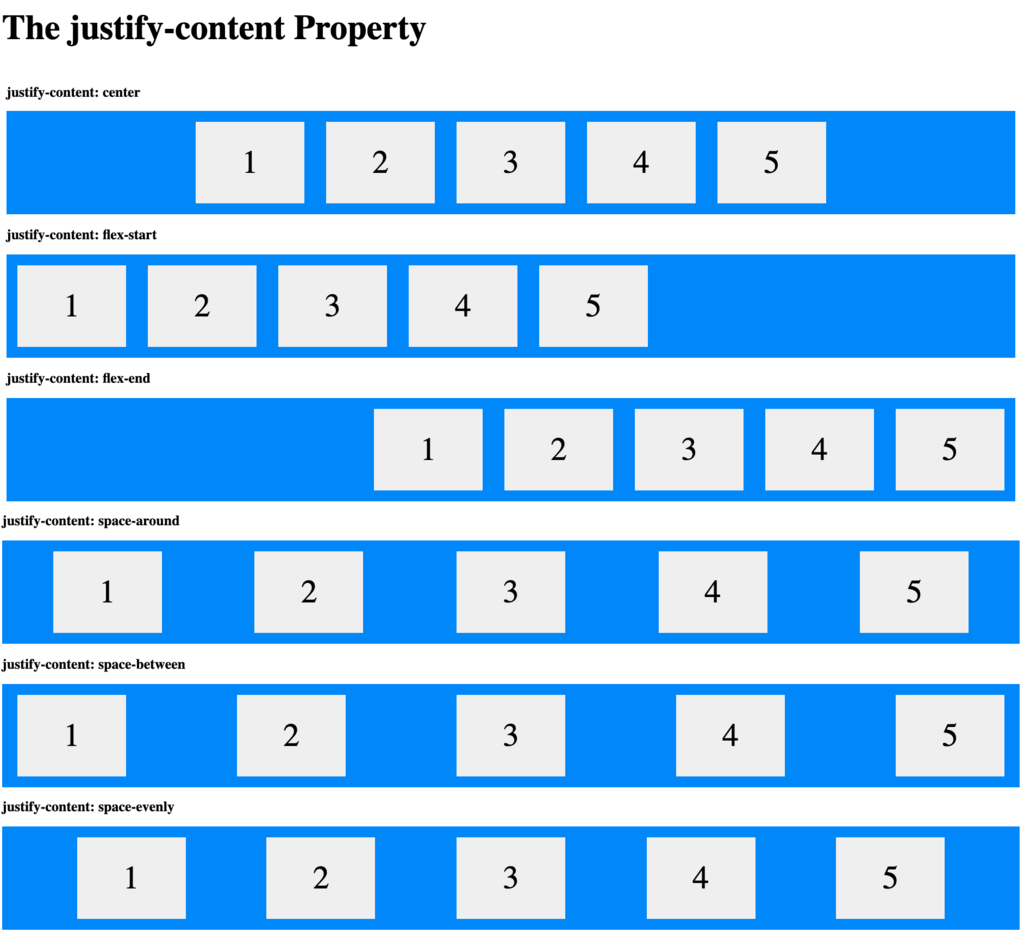 The justify-content Property
justify-content: center
1 2 3 4 5
justify-content: flex-start
1 2 3 4 5
justify-content: flex-end
1 2 3 4 5
justify-content: space-around
1 2 3 4 5
justify-content: space-between
1 2 3 4 5
justify-content: space-evenly
1 2 3 4 5